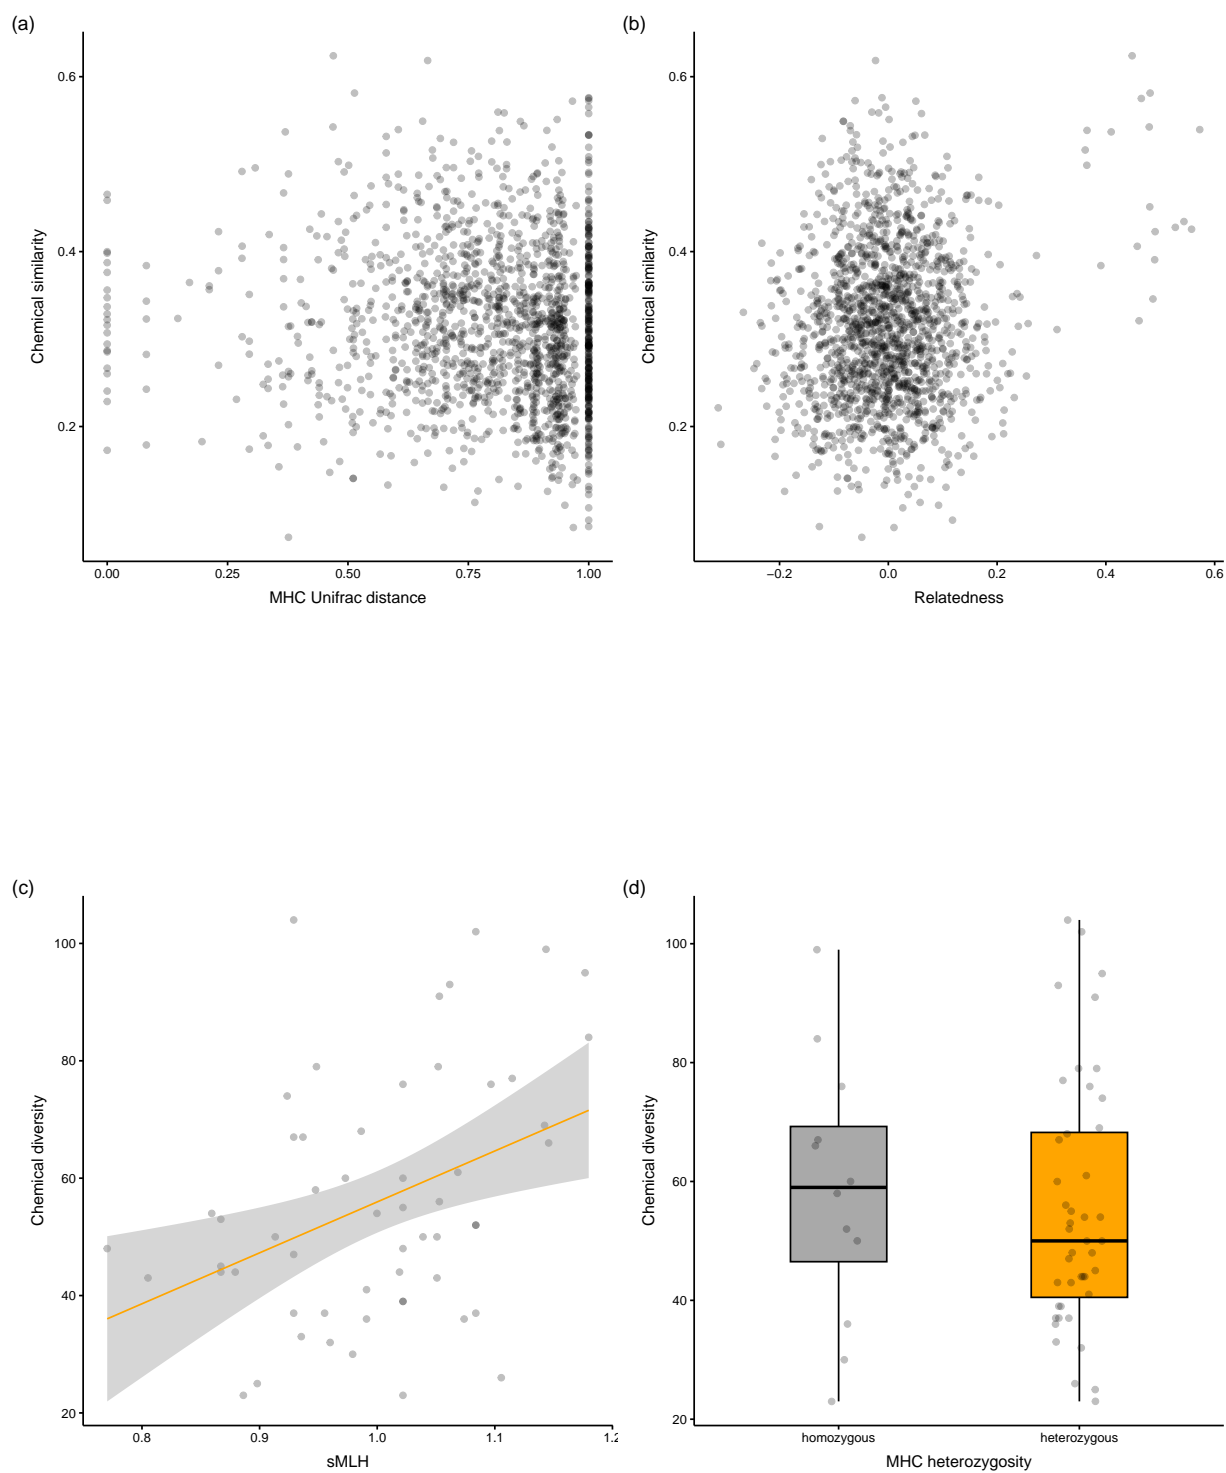 (a)
(b)
Chemical similarity
0.6
0.4
0.2
0.00
0.25
0.50
0.75
1.00
MHC Unifrac distance
Chemical similarity
0.6
0.4
0.2
−0.2
0.0
0.2
0.4
0.6
Relatedness
(c)
(d)
Chemical diversity
100
80
60
40
20
0.8
0.9
1.0
1.1
1.2
sMLH
Chemical diversity
100
80
60
40
20
homozygous
heterozygous
MHC heterozygosity